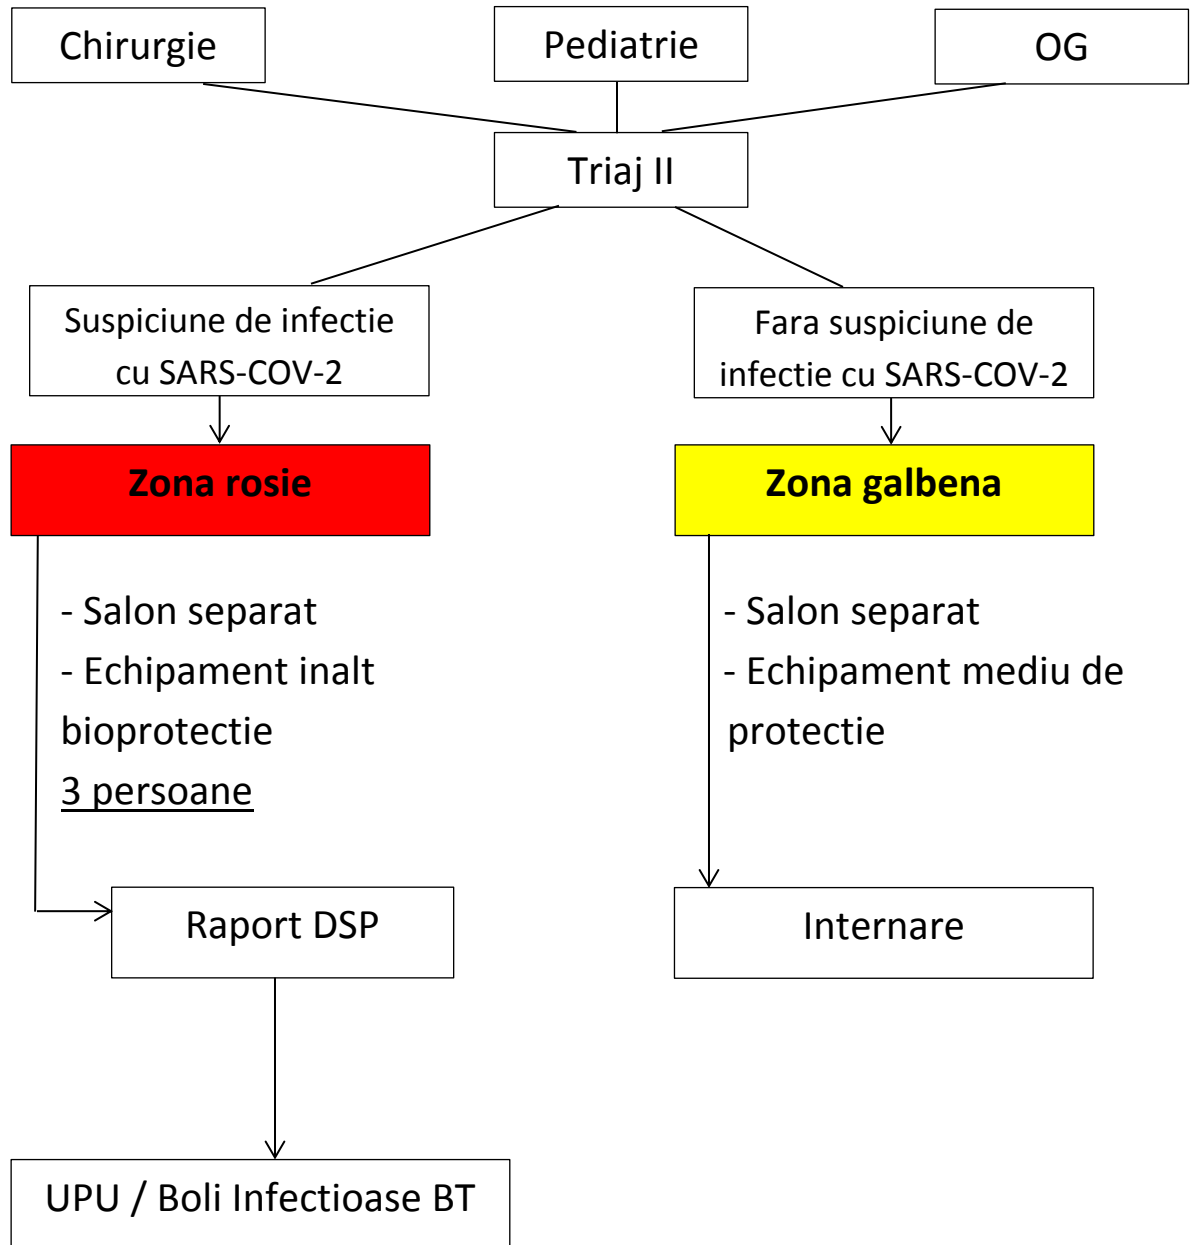 Chirurgie
Pediatrie
OG
Triaj II
Suspiciune de infectie
cu SARS-COV-2
Fara suspiciune de
infectie cu SARS-COV-2
Zona rosie
Zona galbena
- Salon separat
- Echipament inalt
bioprotectie
3 persoane
- Salon separat
- Echipament mediu de
protectie
Raport DSP
Internare
UPU / Boli Infectioase BT